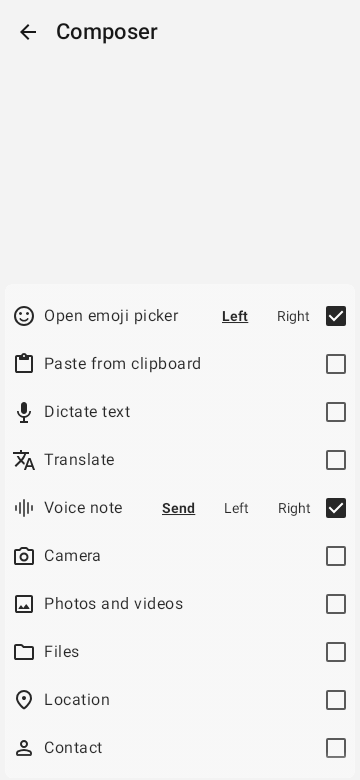 Composer
Open emoji picker Left Right
Paste from clipboard
Dictate text
Translate
Voice note Send Left Right
Camera
Photos and videos
Files
Location
Contact